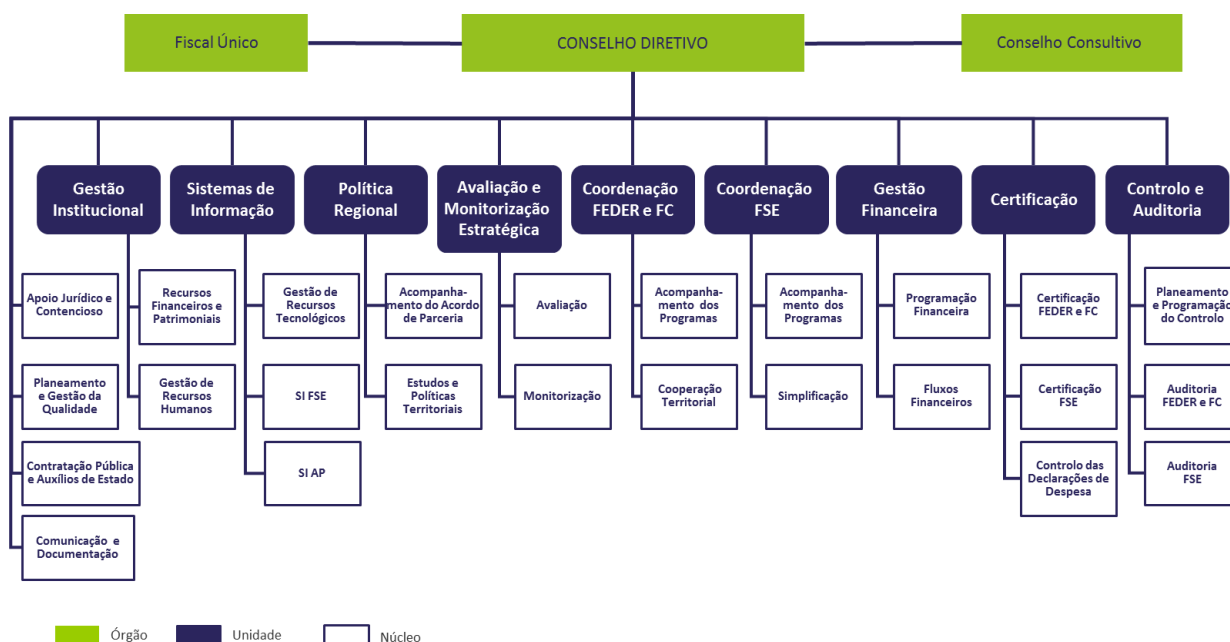 Fiscal Único
CONSELHO DIRETIVO
Conselho Consultivo
Gestão
Institucional
Sistemas de
Informação
Política
Regional
Avaliação e
Monitorização
Estratégica
Coordenação
FEDER e FC
Coordenação
FSE
Gestão
Financeira
Certificação
Controlo e
Auditoria
Apoio Jurídico e
Contencioso
Recursos
Financeiros e
Patrimoniais
Gestão de
Recursos
Tecnológicos
Acompanha-
mento do Acordo
de Parceria
Avaliação
Acompanha-
mento dos
Programas
Acompanha-
mento dos
Programas
Programação
Financeira
Certificação
FEDER e FC
Planeamento
e Programação
do Controlo
Planeamento
e Gestão da
Qualidade
Gestão de
Recursos
Humanos
SI FSE
Estudos e
Políticas
Territoriais
Monitorização
Cooperação
Territorial
Simplificação
Fluxos
Financeiros
Certificação
FSE
Auditoria
FEDER e FC
Contratação Pública
e Auxílios de Estado
SI AP
Controlo das
Declarações de
Despesa
Auditoria
FSE
Comunicação e
Documentação
Órgão
Unidade
Núcleo